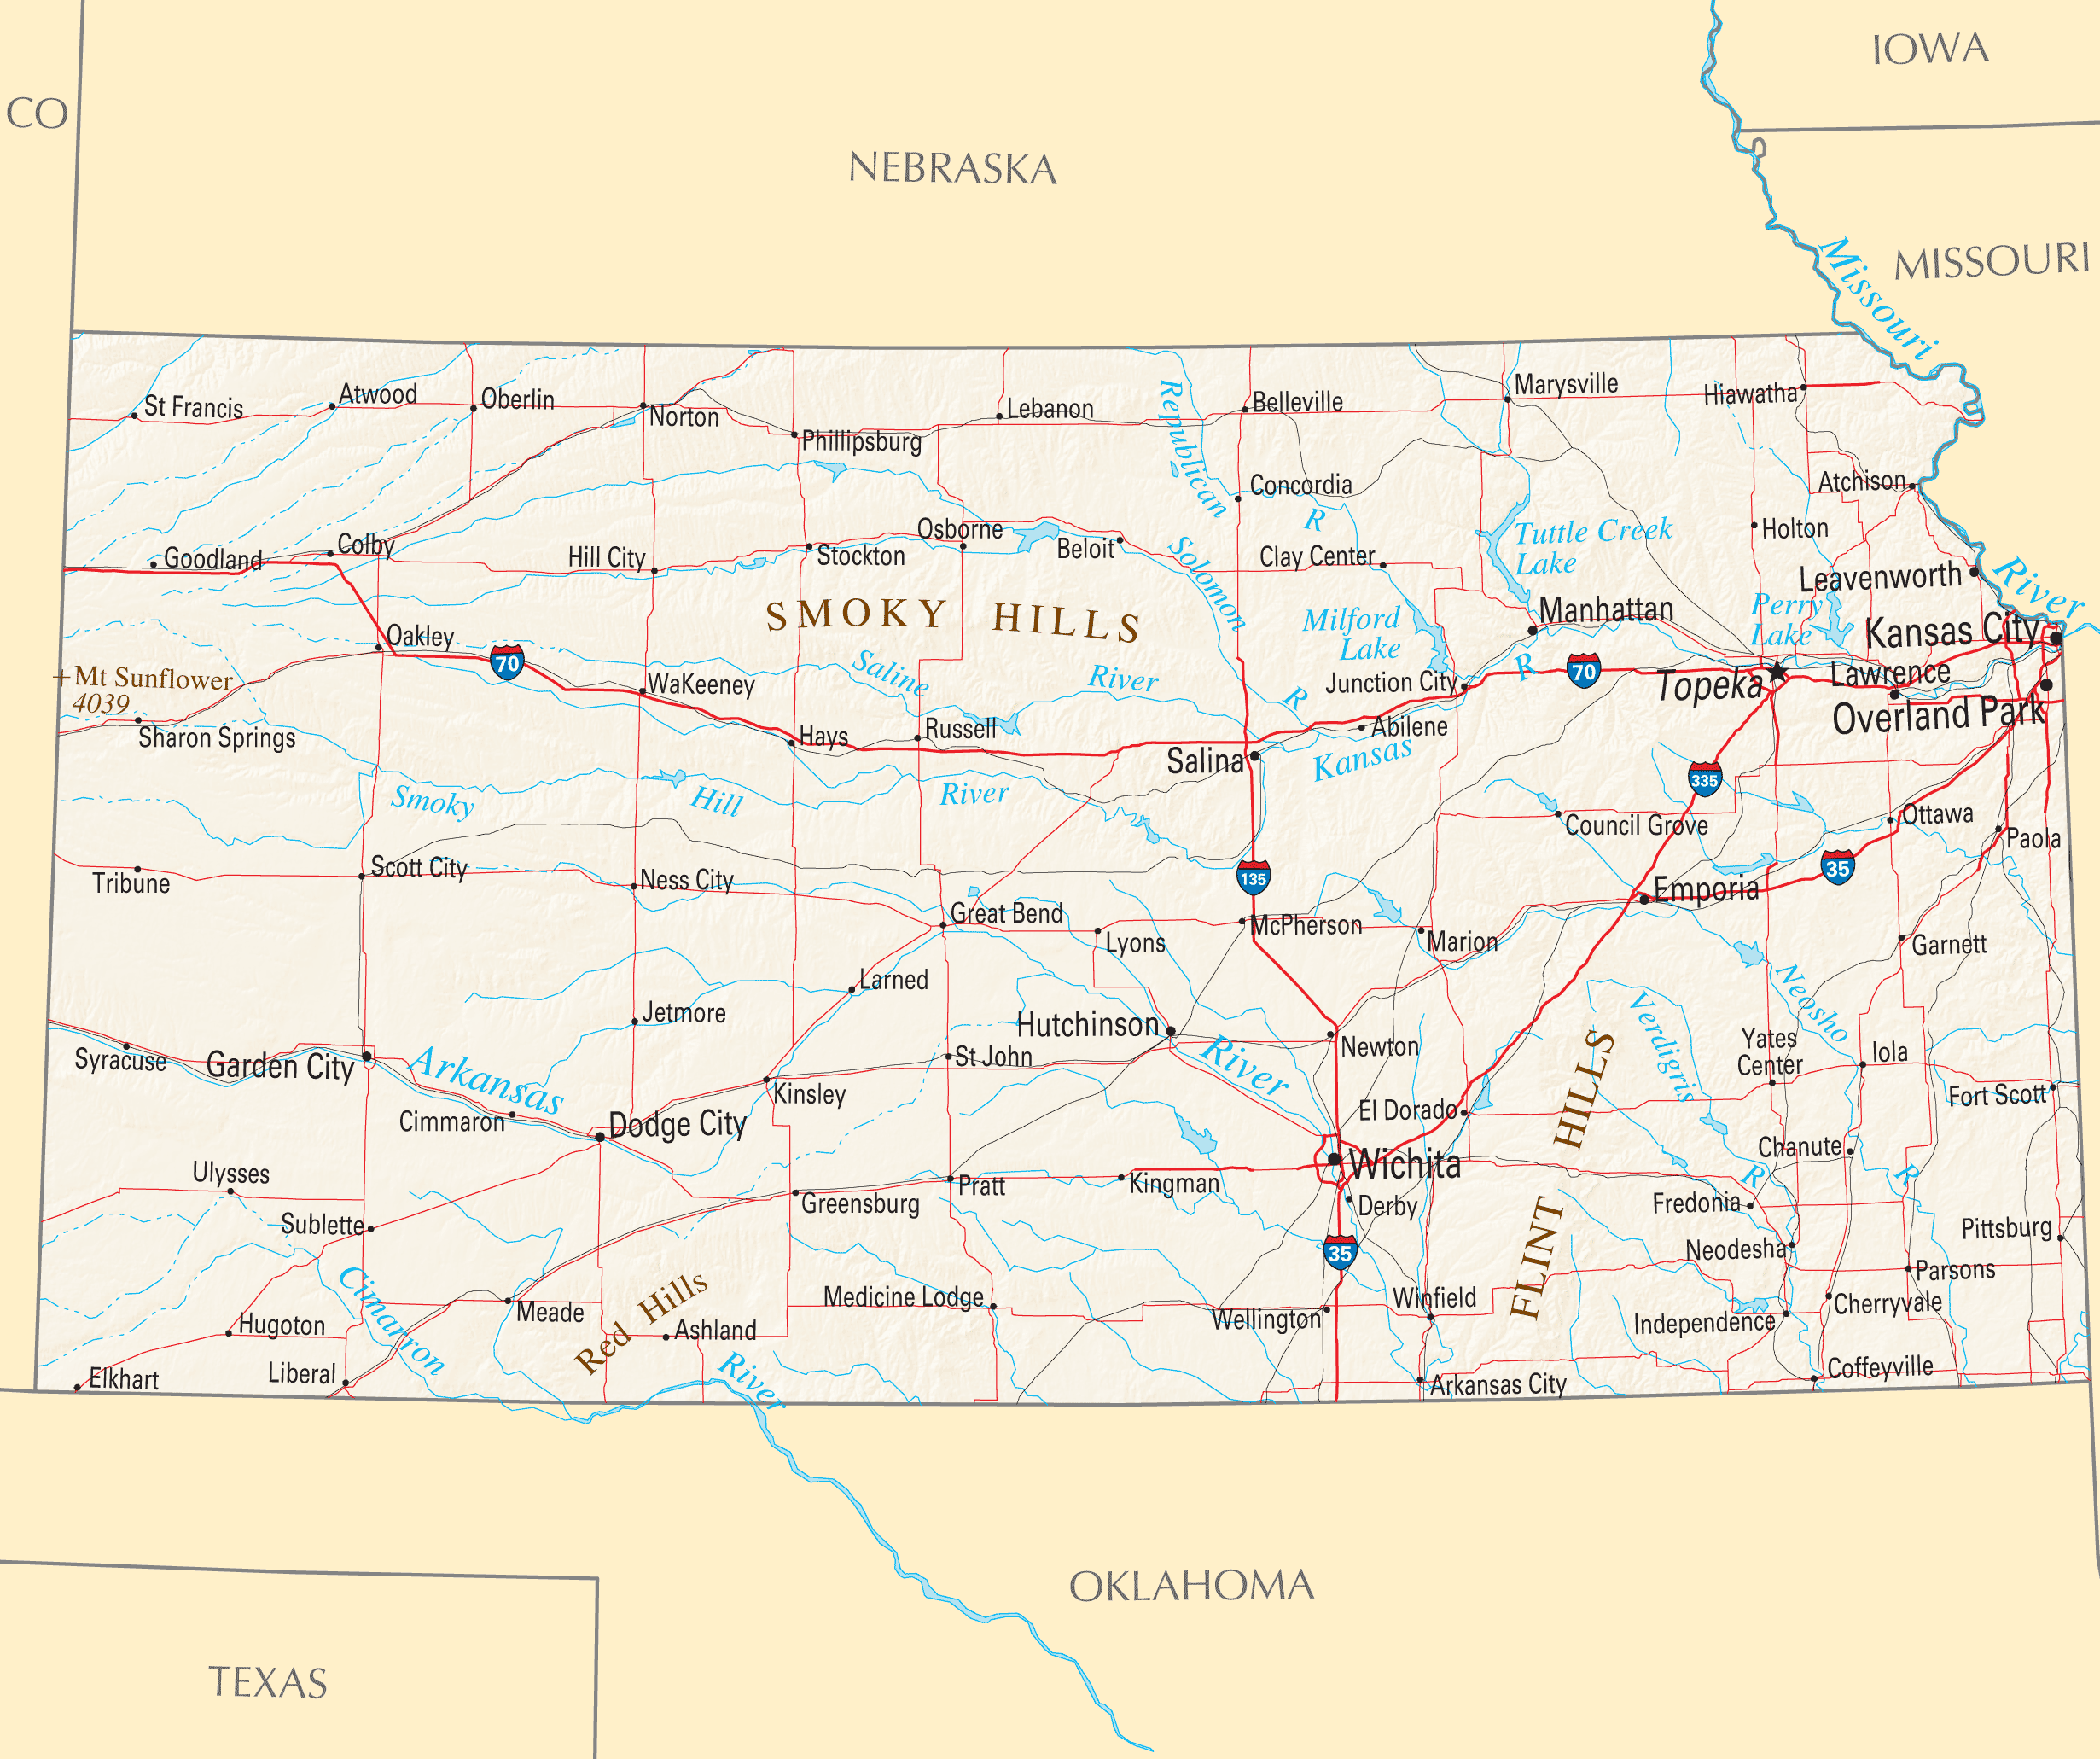 IOWA
CO
NEBRASKA
MISSOURI
Missouri
River
St Francis
Atwood
Oberlin
Norton
Phillipsburg
Lebanon
Republican
R
Belleville
Marysville
Hiawatha
Concordia
Atchison
Goodland
Colby
Hill City
Stockton
Osborne
Beloit
Solomon
R
Clay Center
Tuttle Creek
Lake
Holton
Leavenworth
SMOKY HILLS
Milford
Lake
Manhattan
Perry
Lake
Kansas City
Oakley
70
Mt Sunflower
4039
Sharon Springs
WaKeeney
Saline
River
Junction City
R
70
Topeka
Lawrence
Overland Park
Hays
Russell
Salina
Abilene
Kansas
Smoky
Hill
River
335
Council Grove
Ottawa
Paola
Tribune
Scott City
Ness City
135
35
Emporia
Great Bend
Lyons
McPherson
Marion
Garnett
Larned
Neosho
R
Verdigris
R
Jetmore
Hutchinson
Newton
Yates
Center
Iola
Syracuse
Garden City
Arkansas
River
St John
Kinsley
FLINT HILLS
Fort Scott
Cimmaron
Dodge City
El Dorado
Chanute
Ulysses
Greensburg
Pratt
Kingman
Wichita
Derby
Fredonia
Sublette
35
Neodesha
Pittsburg
Parsons
Cimarron
River
Meade
Red Hills
Medicine Lodge
Wellington
Winfield
Independence
Cherryvale
Hugoton
Ashland
Elkhart
Liberal
Arkansas City
Coffeyville
OKLAHOMA
TEXAS